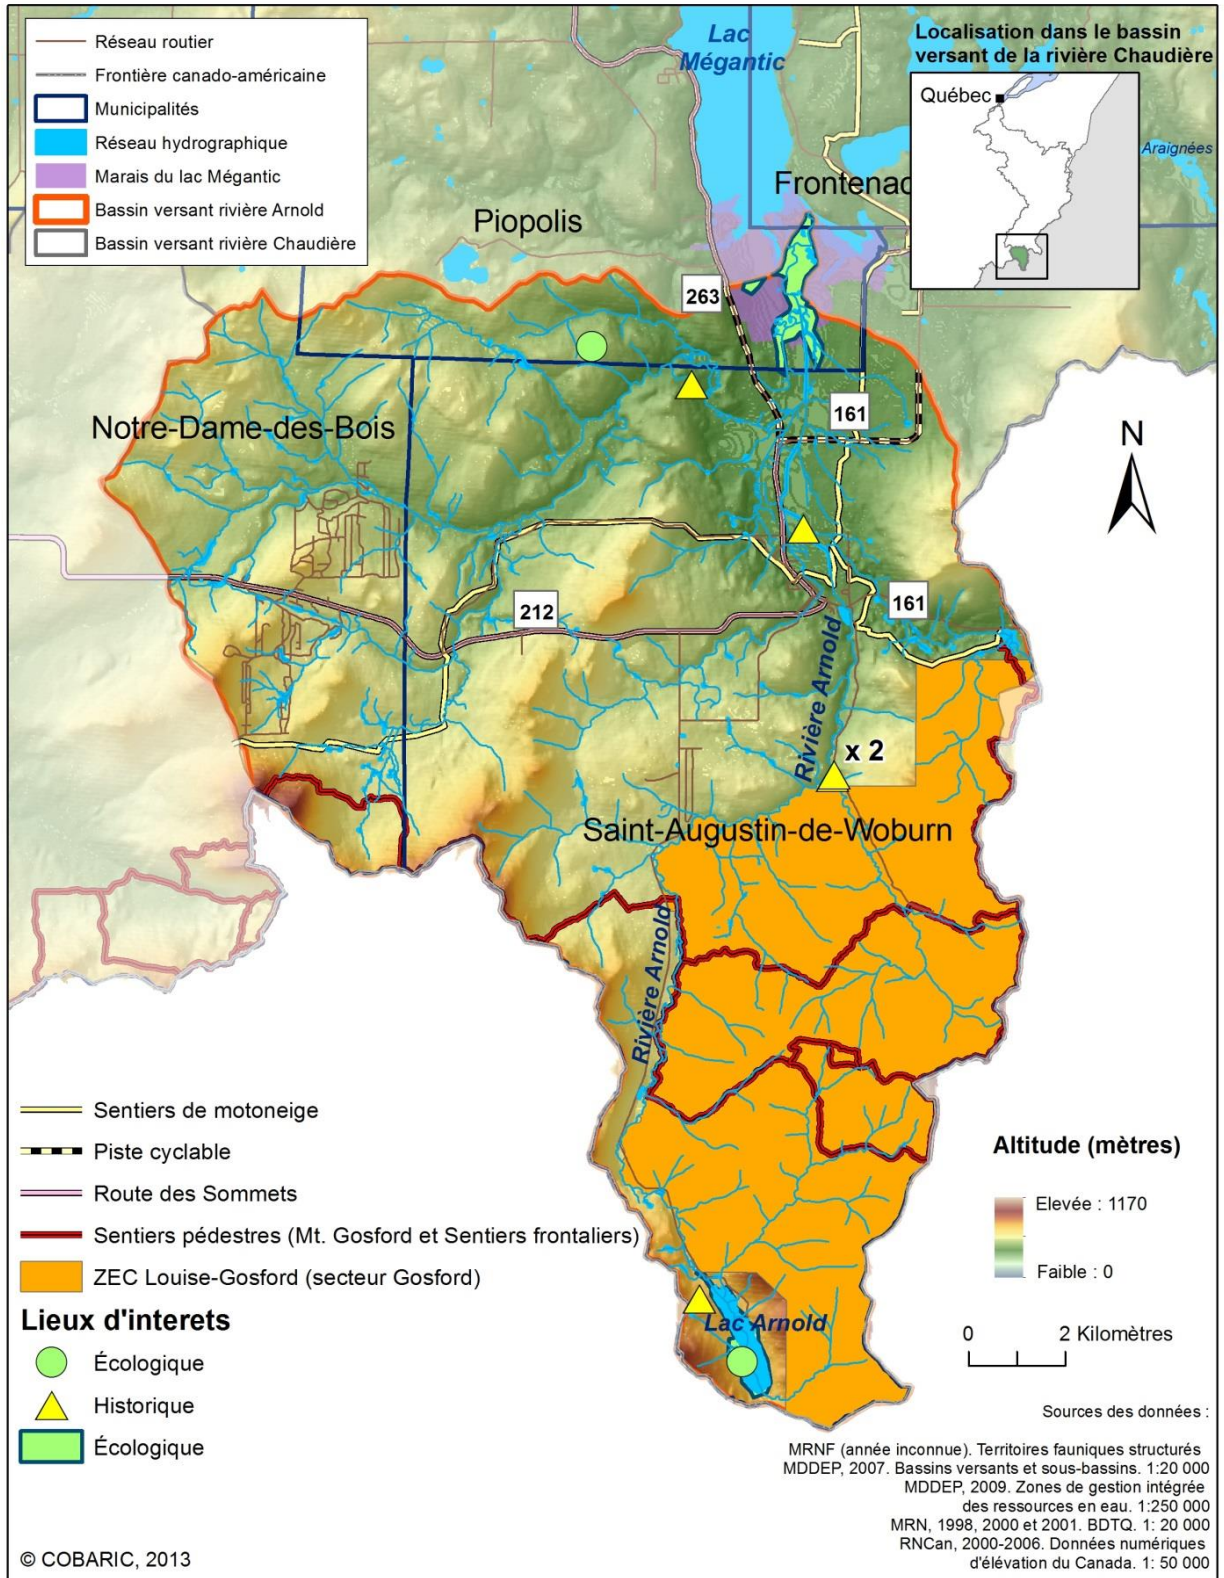 Réseau routier
Frontière canado-américaine
Municipalités
Réseau hydrographique
Marais du lac Mégantic
Bassin versant rivière Arnold
Bassin versant rivière Chaudière
Lac
Mégantic
Localisation dans le bassin
versant de la rivière Chaudière
Québec
Araignées
Frontenac
Piopolis
263
161
Notre-Dame-des-Bois
N
212
161
Rivière Arnold
x 2
Saint-Augustin-de-Woburn
Rivière Arnold
Lac Arnold
Sentiers de motoneige
Piste cyclable
Route des Sommets
Sentiers pédestres (Mt. Gosford et Sentiers frontaliers)
ZEC Louise-Gosford (secteur Gosford)
Lieux d'interets
Écologique
Historique
Écologique
Altitude (mètres)
Elevée : 1170
Faible : 0
0 2 Kilomètres
Sources des données :
MRNF (année inconnue). Territoires fauniques structurés
MDDEP, 2007. Bassins versants et sous-bassins. 1:20 000
MDDEP, 2009. Zones de gestion intégrée
des ressources en eau. 1:250 000
MRN, 1998, 2000 et 2001. BDTQ. 1: 20 000
RNCan, 2000-2006. Données numériques
d'élévation du Canada. 1: 50 000
© COBARIC, 2013